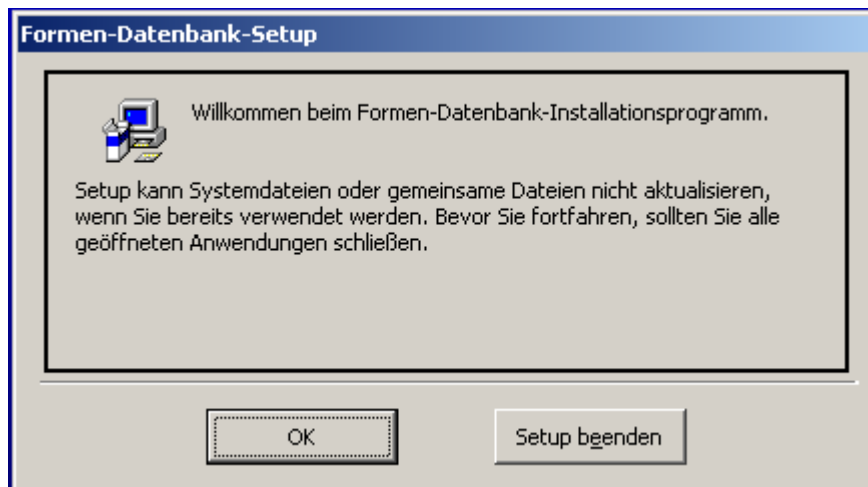 Formen-Datenbank-Setup
Willkommen beim Formen-Datenbank-Installationsprogramm.
Setup kann Systemdateien oder gemeinsame Dateien nicht aktualisieren,
wenn Sie bereits verwendet werden. Bevor Sie fortfahren, sollten Sie alle
geöffneten Anwendungen schließen.
OK
Setup beenden